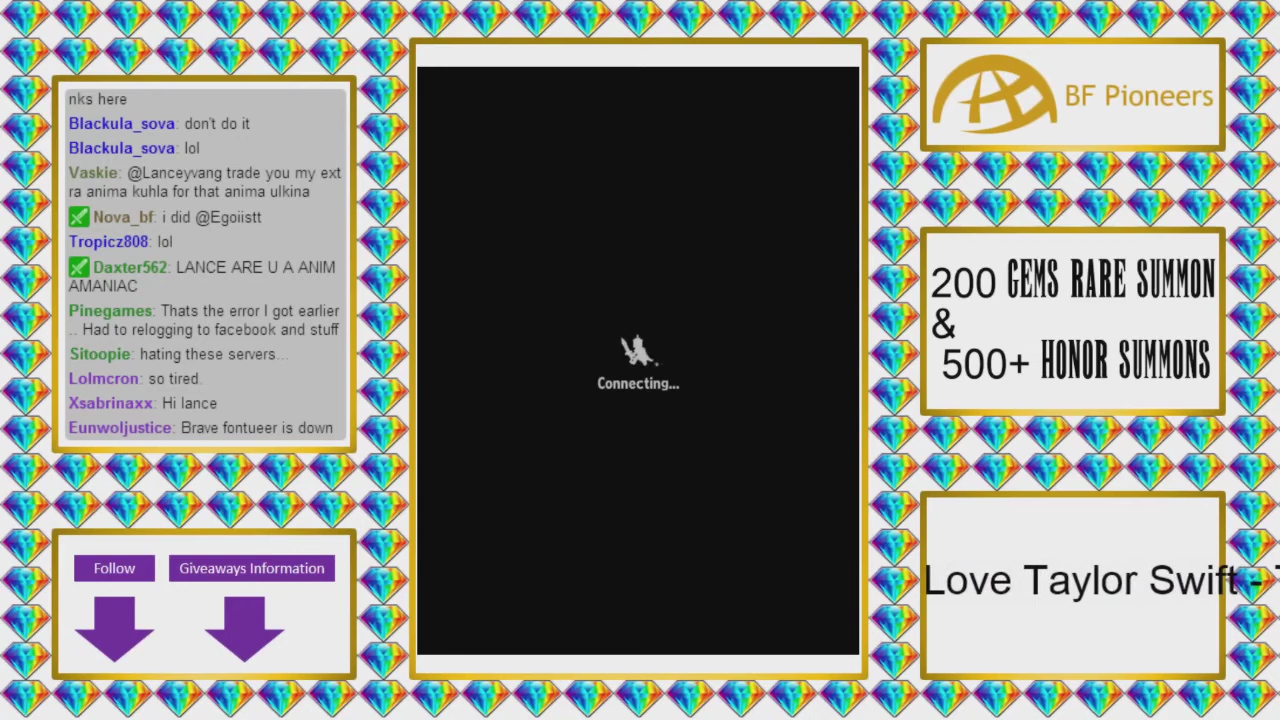 nks here
Blackula_sova: don't do it
Blackula_sova: lol
Vaskie: @Lanceyvang trade you my ext
ra anima kuhla for that anima ulkina
Nova_bf: i did @Egoiistt
Tropicz808: lol
Daxter562: LANCE ARE U A ANIM
AMANIAC
Pinegames: Thats the error I got earlier
.. Had to relogging to facebook and stuff
Sitoopie: hating these servers...
Lolmcron: so tired.
Xsabrinaxx: Hi lance
Eunwoljustice: Brave fontueer is down
Follow
Giveaways Information
Connecting...
BF Pioneers
200 GEMS RARE SUMMON
&
500+ HONOR SUMMONS
Love Taylor Swift -